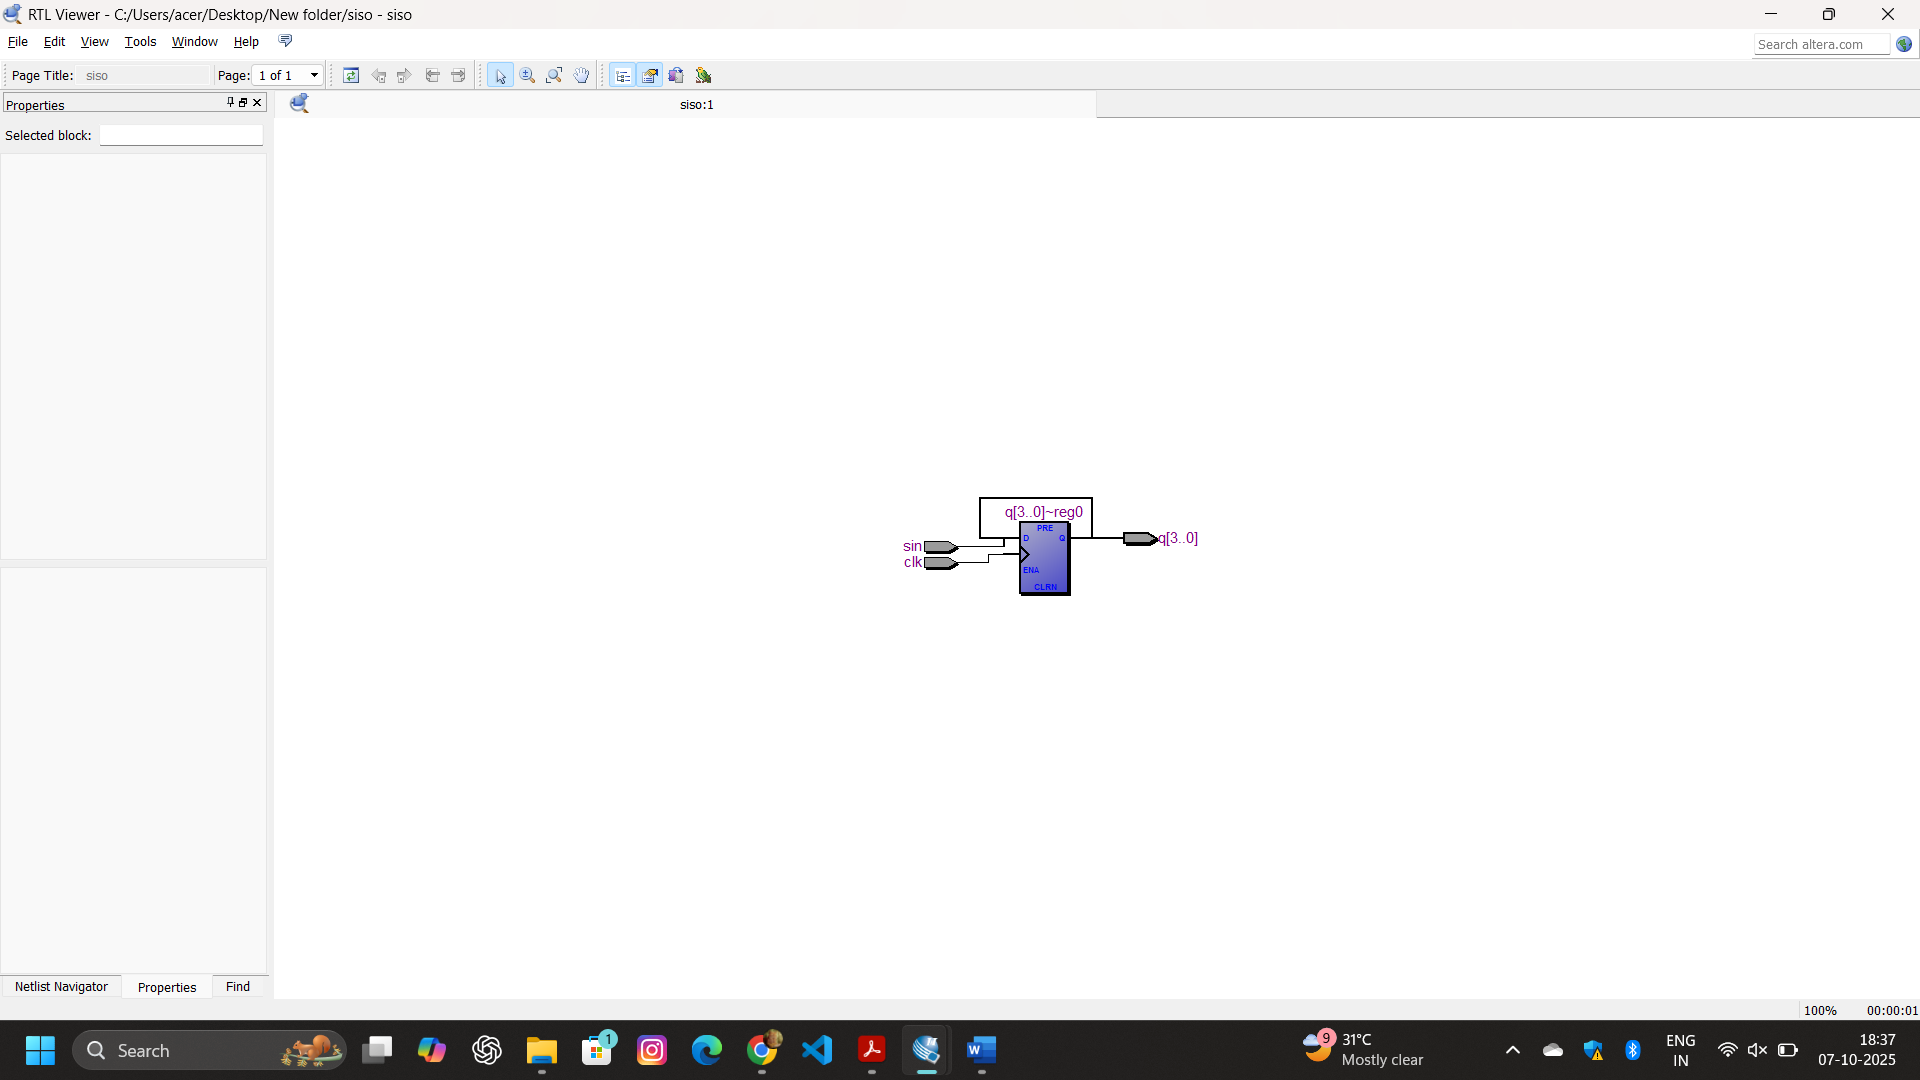 RTL Viewer - C:/Users/acer/Desktop/New folder/siso - siso
File Edit View Tools Window Help
Search altera.com
Page Title: siso Page: 1 of 1
Properties
siso:1
Selected block:
q[3..0]~reg0
PRE
D Q
ENA
CLRN
sin
clk
q[3..0]
Netlist Navigator Properties Find
100% 00:00:01
Search
1
9
31°C
Mostly clear
ENG
IN
18:37
07-10-2025